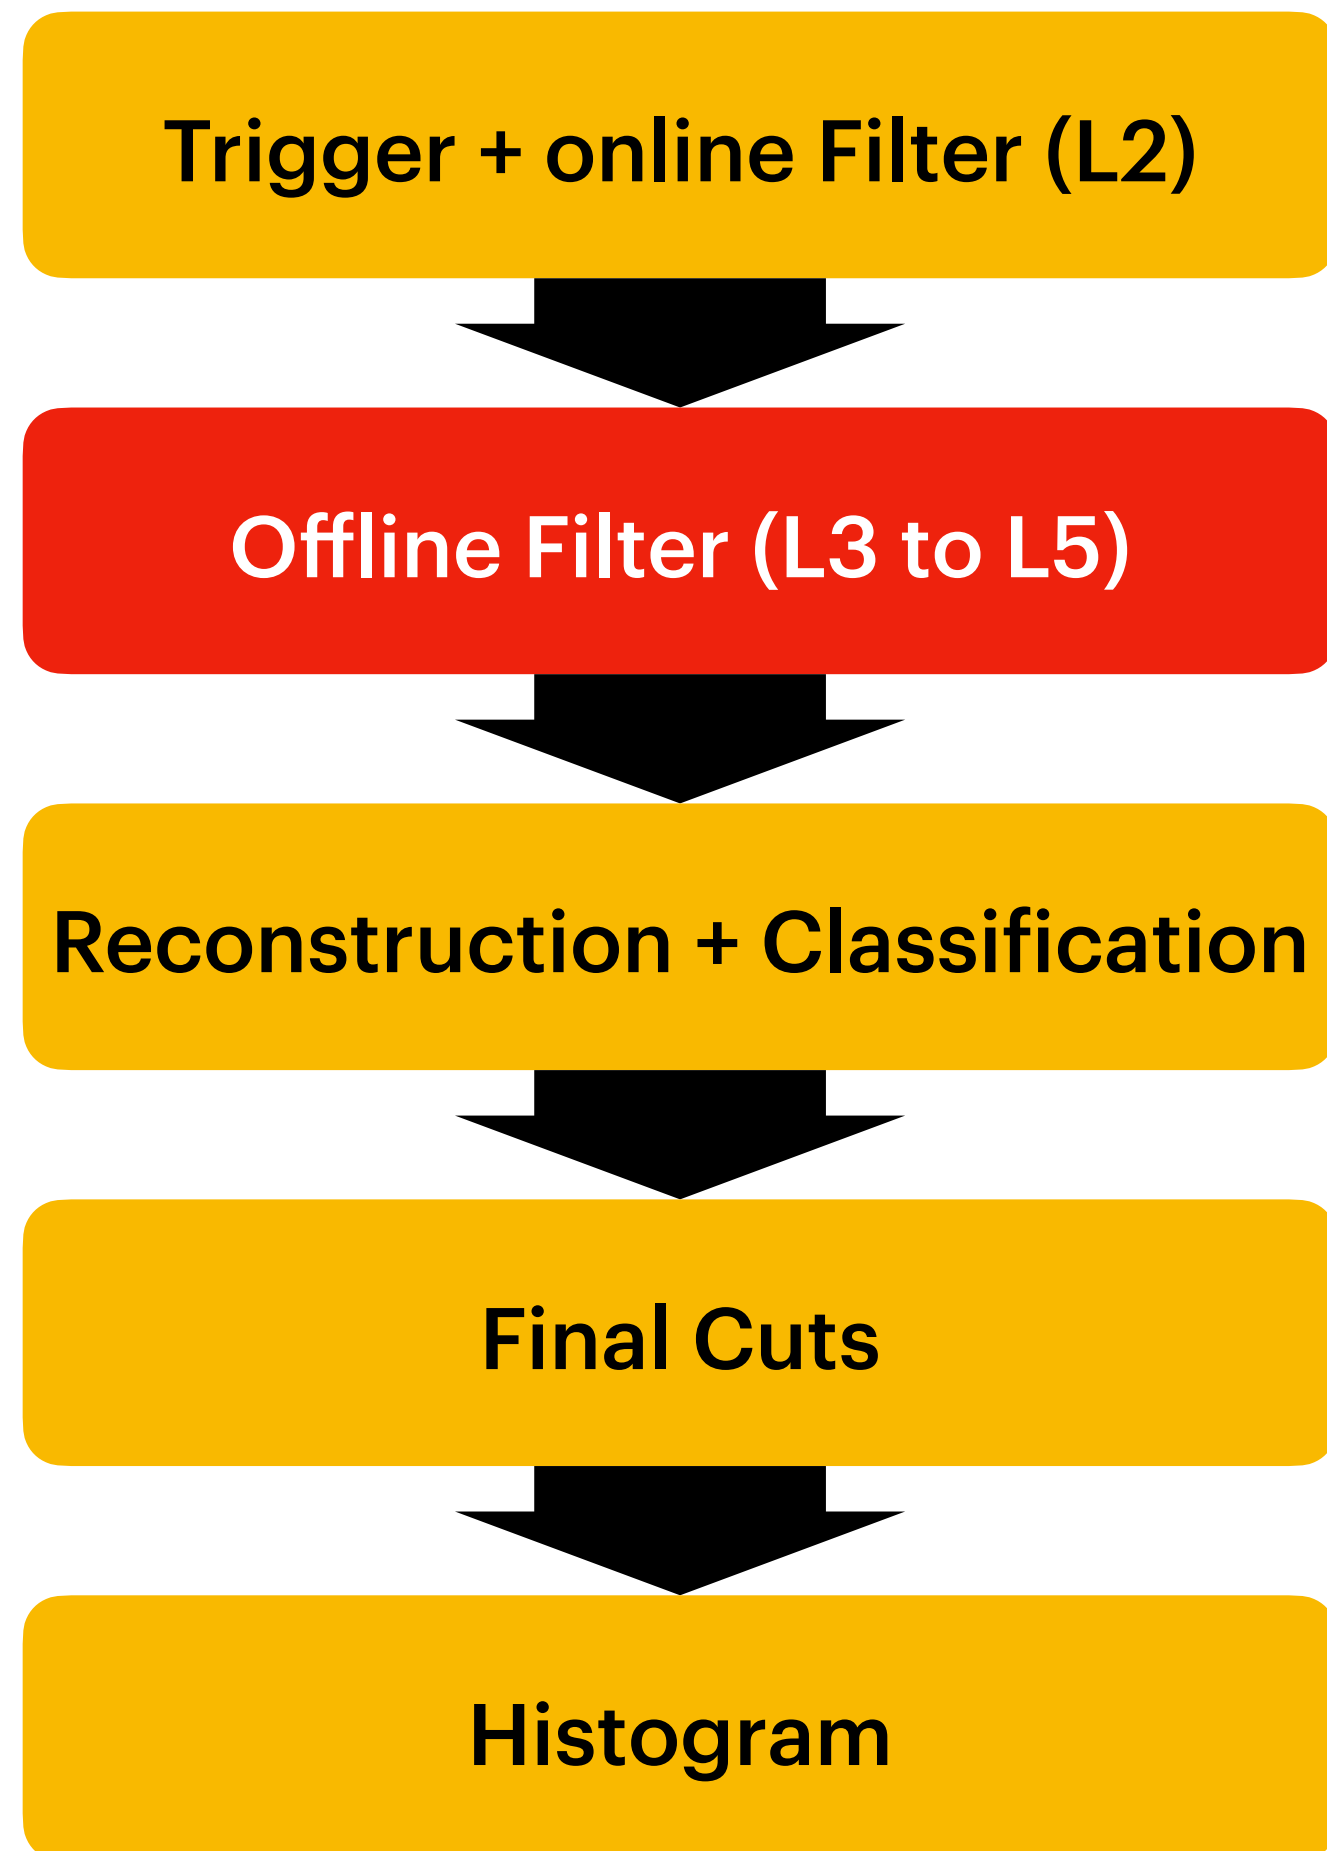 Trigger + online Filter (L2)
Offline Filter (L3 to L5)
Reconstruction + Classification
Final Cuts
Histogram